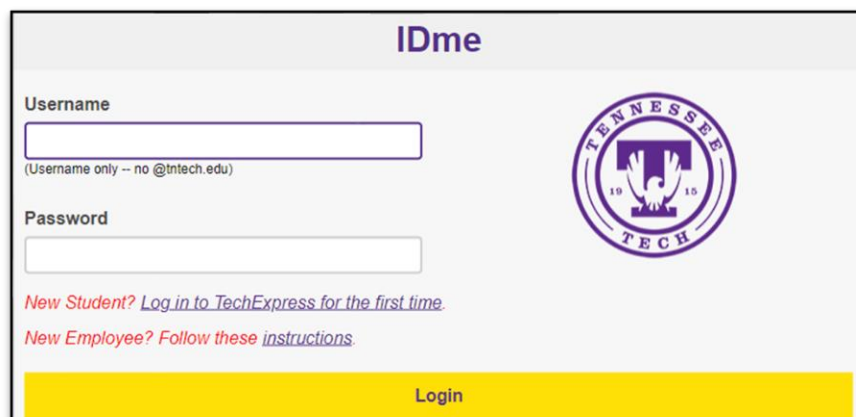 IDme
Username
(Username only -- no @tntech.edu)
Password
New Student? Log in to TechExpress for the first time.
New Employee? Follow these instructions.
Login
TENNESSEE
T
19 15
TECH